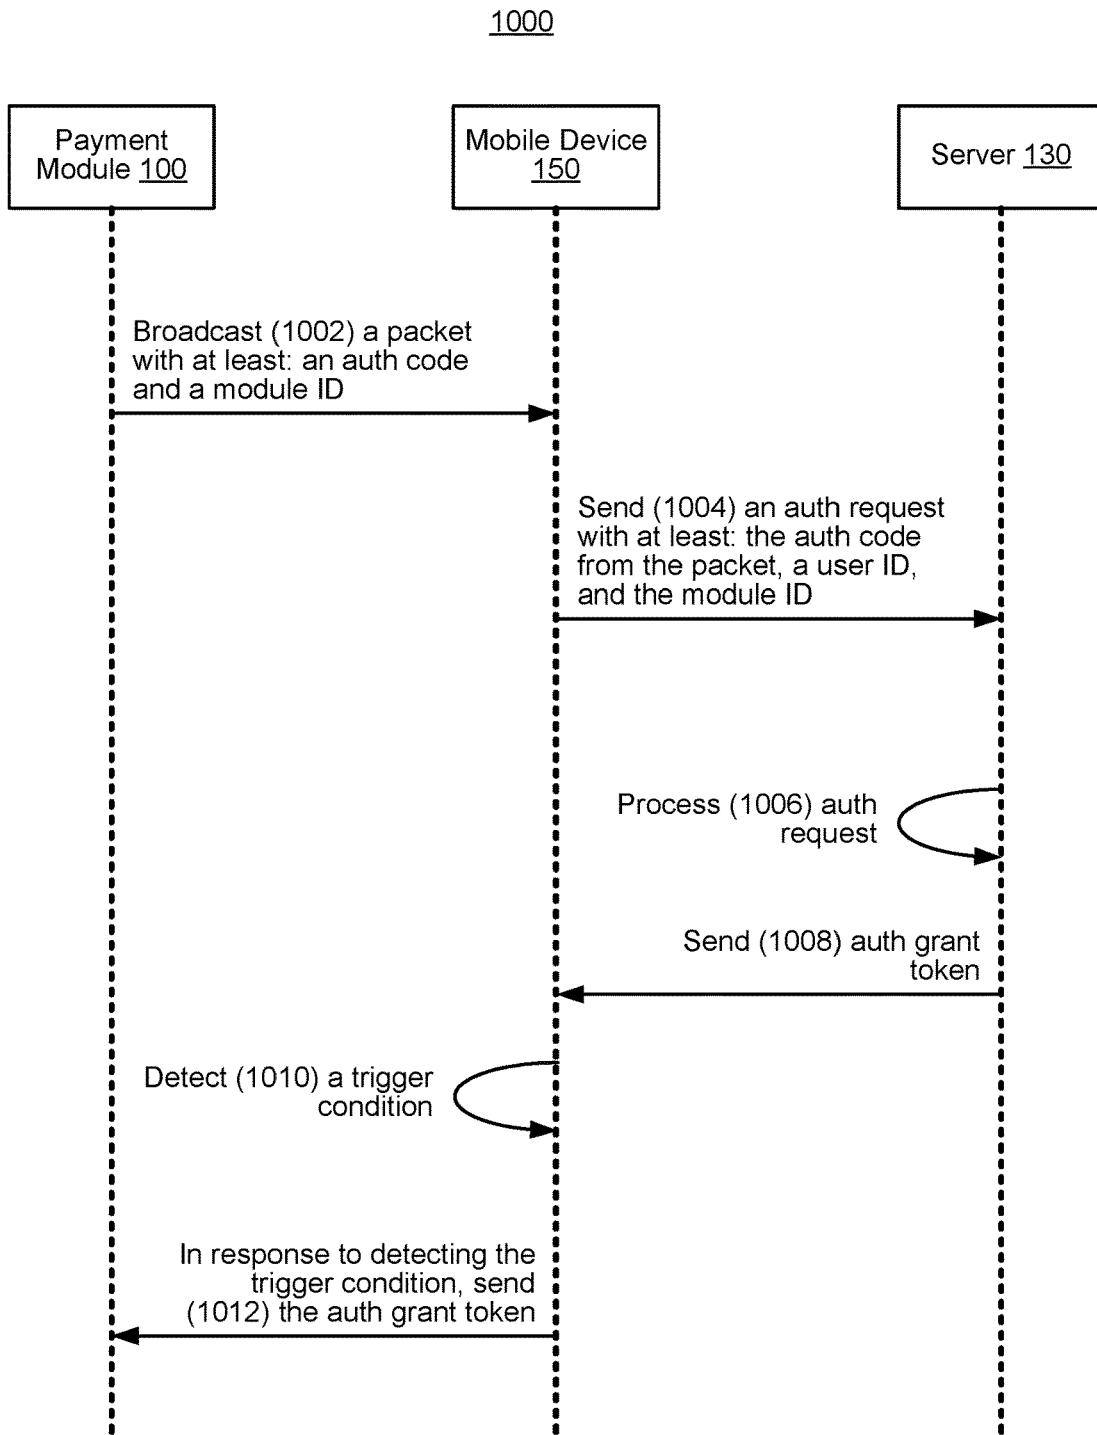 1000
Payment
Module 100
Mobile Device
150
Server 130
Broadcast (1002) a packet
with at least: an auth code
and a module ID
Send (1004) an auth request
with at least: the auth code
from the packet, a user ID,
and the module ID
Process (1006) auth
request
Send (1008) auth grant
token
Detect (1010) a trigger
condition
In response to detecting the
trigger condition, send
(1012) the auth grant token